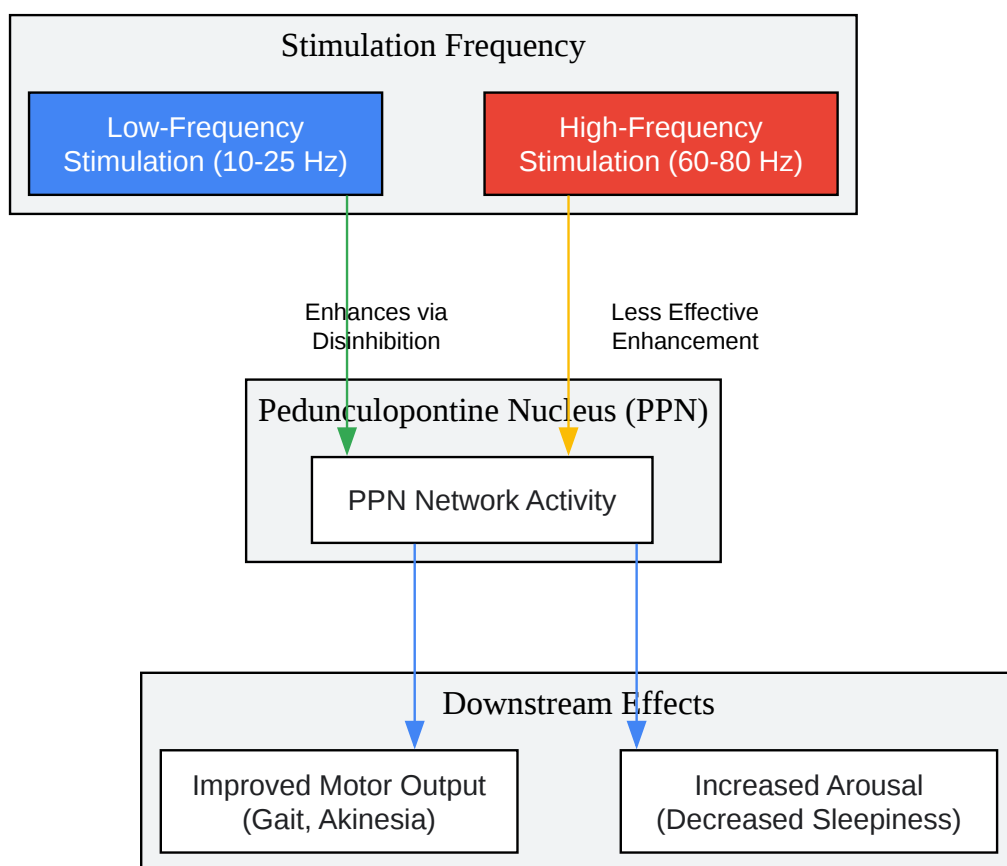 Stimulation Frequency
Low-Frequency
Stimulation (10-25 Hz)
High-Frequency
Stimulation (60-80 Hz)
Enhances via
Disinhibition
Less Effective
Enhancement
Pedunculopontine Nucleus (PPN)
PPN Network Activity
Downstream Effects
Improved Motor Output
(Gait, Akinesia)
Increased Arousal
(Decreased Sleepiness)